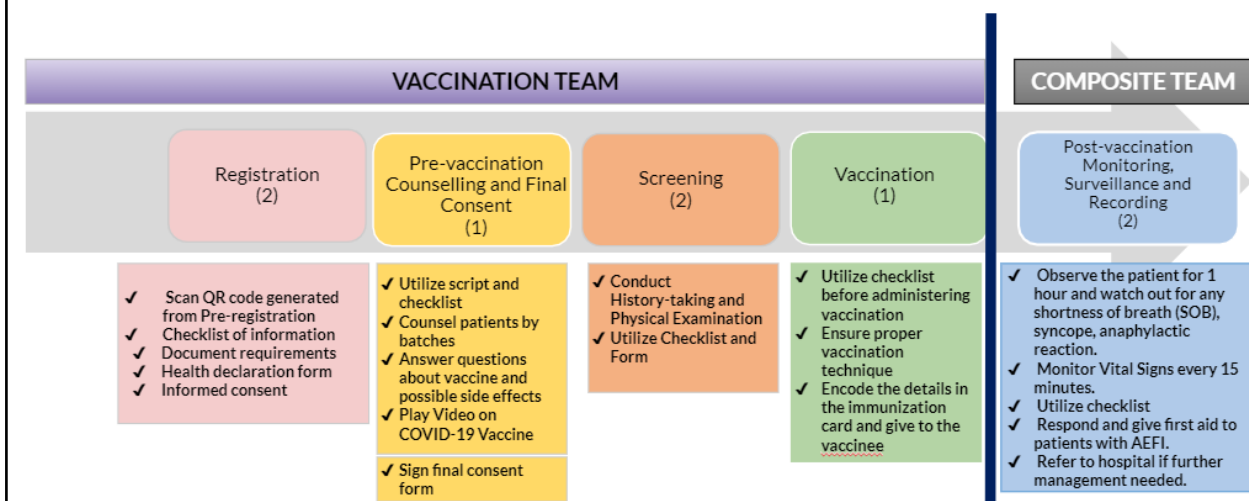 VACCINATION TEAM
COMPOSITE TEAM
Registration
(2)
Pre-vaccination
Counselling and Final
Consent
(1)
Screening
(2)
Vaccination
(1)
Post-vaccination
Monitoring,
Surveillance and
Recording
(2)
✓ Scan QR code generated
from Pre-registration
✓ Checklist of information
✓ Document requirements
✓ Health declaration form
✓ Informed consent
✓ Utilize script and
checklist
✓ Counsel patients by
batches
✓ Answer questions
about vaccine and
possible side effects
✓ Play Video on
COVID-19 Vaccine
✓ Sign final consent
form
✓ Conduct
History-taking and
Physical Examination
✓ Utilize Checklist and
Form
✓ Utilize checklist
before administering
vaccination
✓ Ensure proper
vaccination
technique
✓ Encode the details in
the immunization
card and give to the
vaccinee
✓ Observe the patient for 1
hour and watch out for any
shortness of breath (SOB),
syncope, anaphylactic
reaction.
✓ Monitor Vital Signs every 15
minutes.
✓ Utilize checklist
✓ Respond and give first aid to
patients with AEFI.
✓ Refer to hospital if further
management needed.